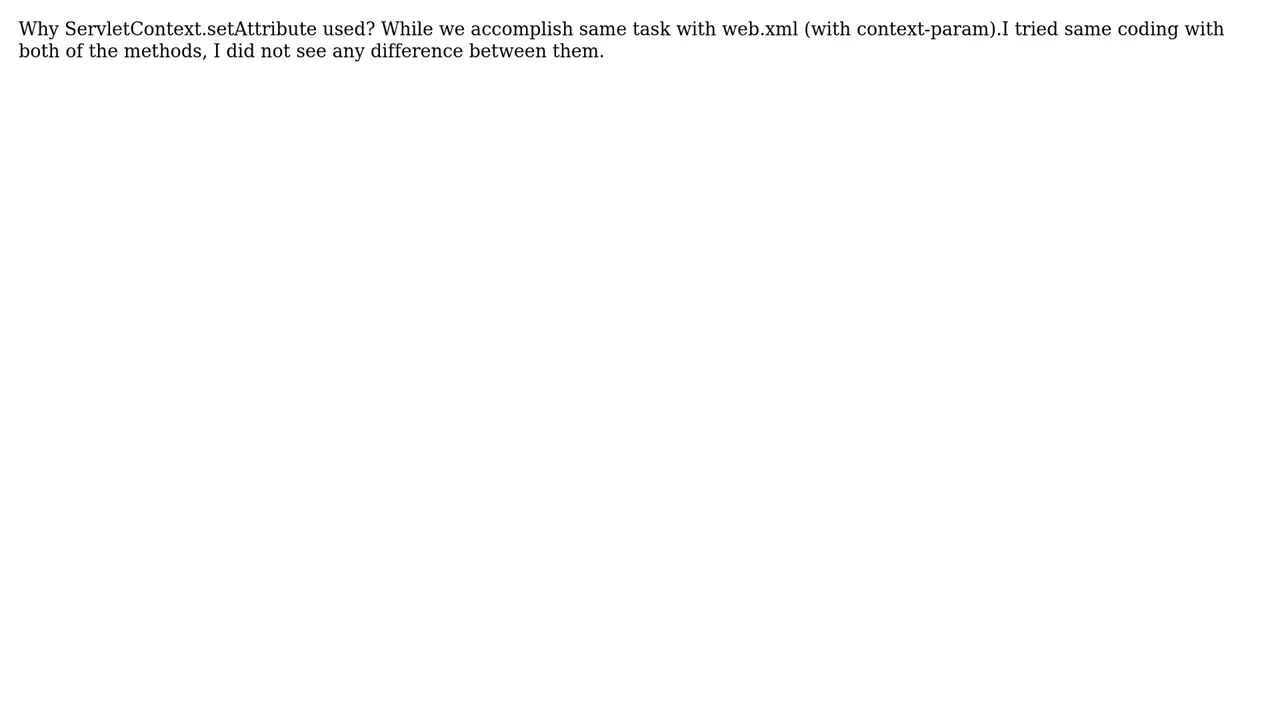 Why ServletContext.setAttribute used? While we accomplish same task with web.xml (with context-param).I tried same coding with
both of the methods, I did not see any difference between them.